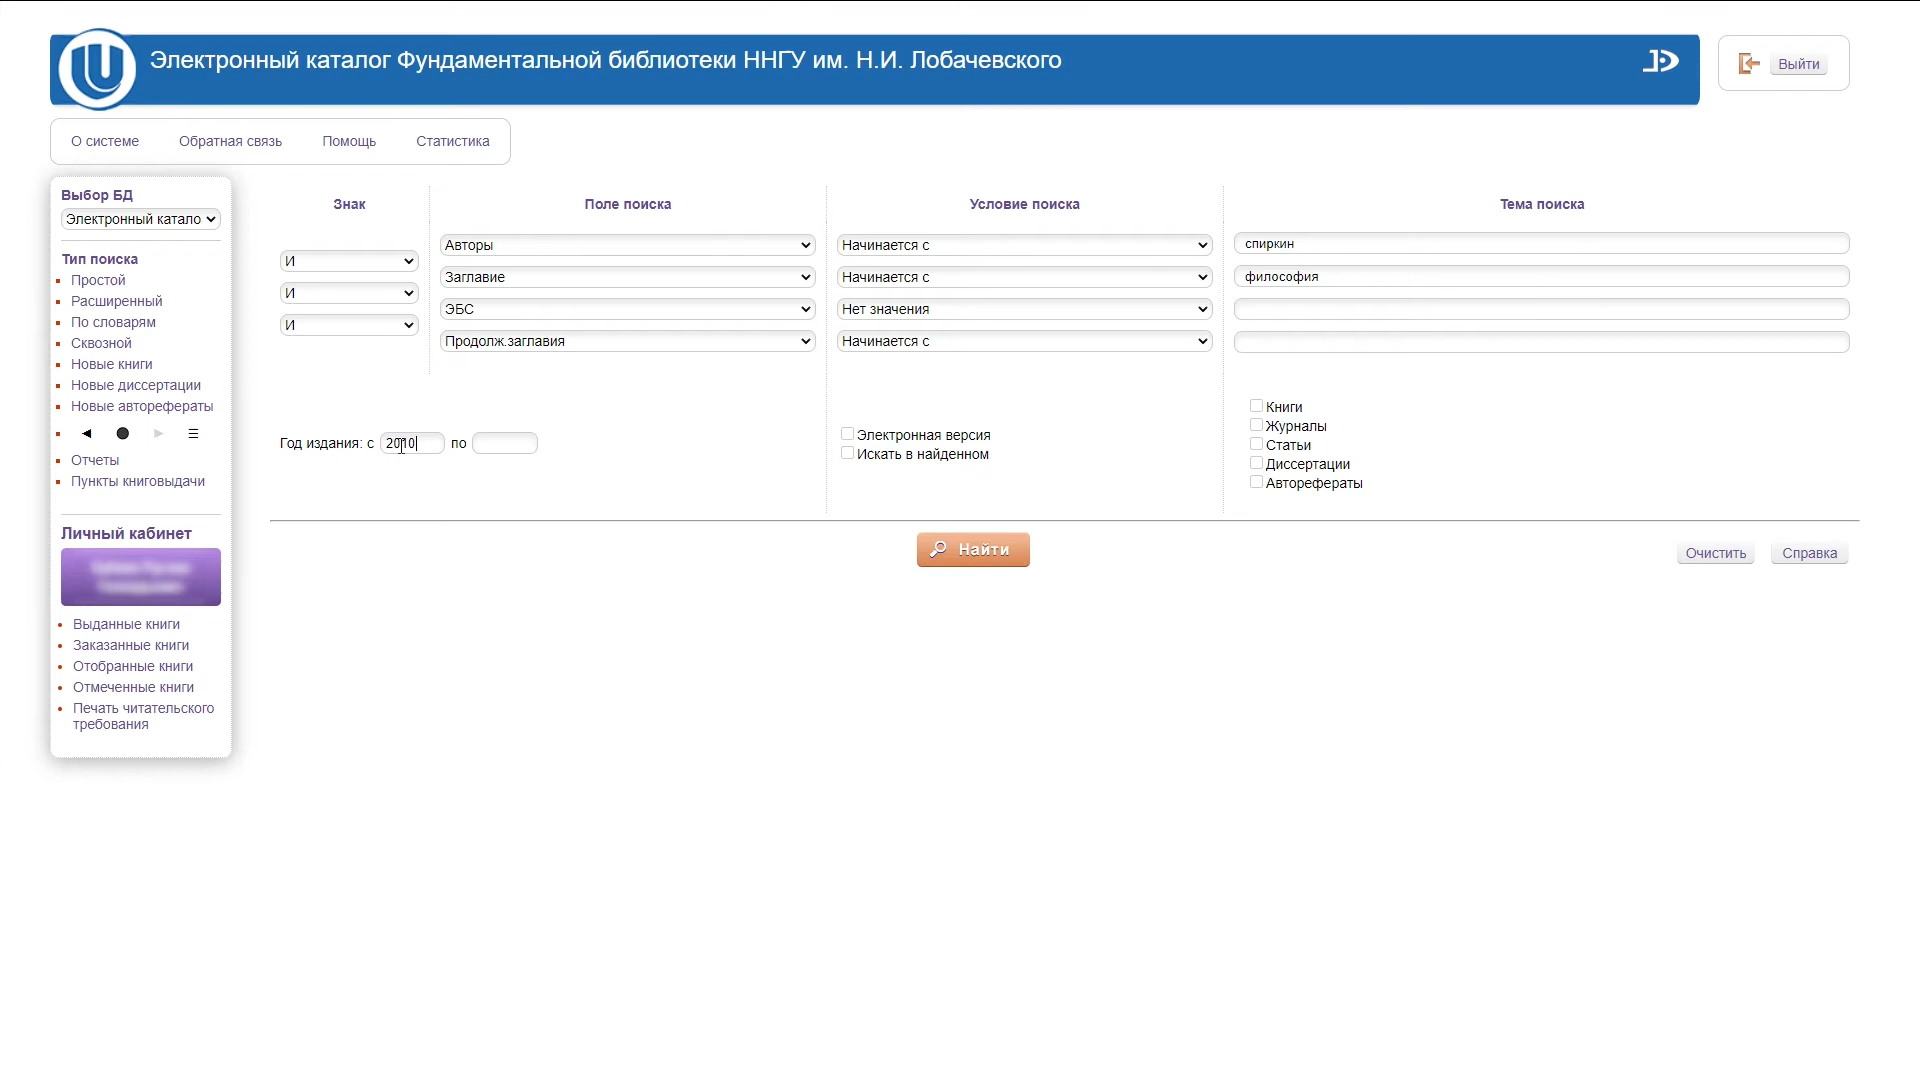 Электронный каталог Фундаментальной библиотеки ННГУ им. Н.И. Лобачевского
Выйти
О системе Обратная связь Помощь Статистика
Выбор БД
Электронный катало
Тип поиска
Простой
Расширенный
По словарям
Сквозной
Новые книги
Новые диссертации
Новые авторефераты
Отчеты
Пункты книговыдачи
Личный кабинет
Выданные книги
Заказанные книги
Отобранные книги
Отмеченные книги
Печать читательского
требования
Знак Поле поиска Условие поиска Тема поиска
Авторы Начинается с спиркин
И
Заглавие Начинается с философия
И
ЭБС Нет значения
И
Продолж.заглавия Начинается с
Год издания: с 2010 по
Электронная версия
Искать в найденном
Книги
Журналы
Статьи
Диссертации
Авторефераты
Найти
Очистить Справка